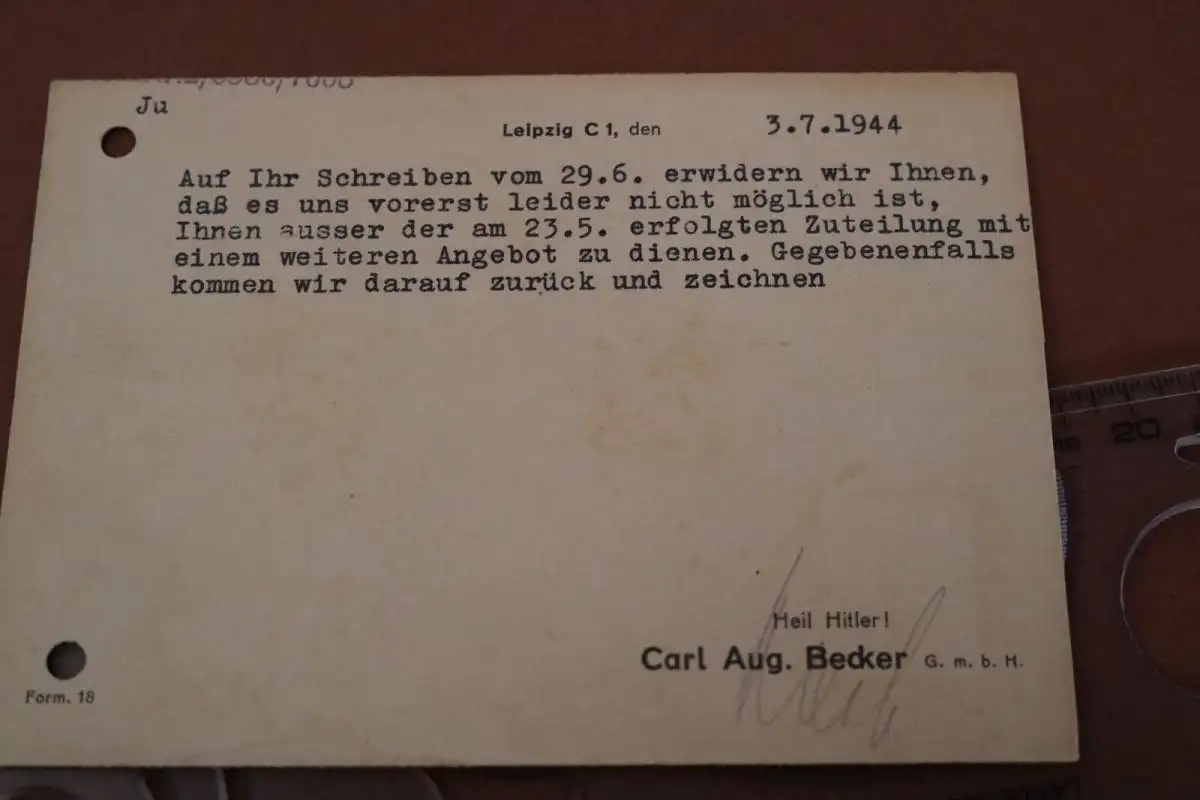 Ju
Leipzig C 1, den 3.7.1944
Auf Ihr Schreiben vom 29.6. erwidern wir Ihnen,
daß es uns vorerst leider nicht möglich ist,
Ihnen ausser der am 23.5. erfolgten Zuteilung mit
einem weiteren Angebot zu dienen. Gegebenenfalls
kommen wir darauf zurück und zeichnen
Heil Hitler!
Carl Aug. Becker G. m. b. H.
Form. 18
20